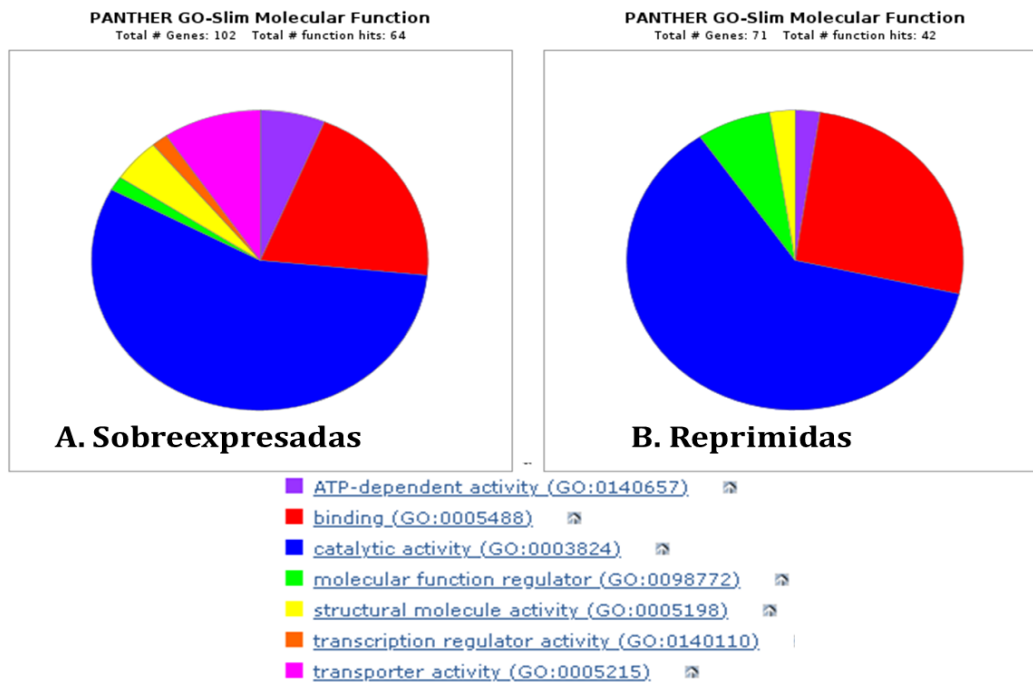 PANTHER GO-Slim Molecular Function
Total # Genes: 102 Total # function hits: 64
A. Sobreexpresadas
PANTHER GO-Slim Molecular Function
Total # Genes: 71 Total # function hits: 42
B. Reprimidas
ATP-dependent activity (GO:0140657)
binding (GO:0005488)
catalytic activity (GO:0003824)
molecular function regulator (GO:0098772)
structural molecule activity (GO:0005198)
transcription regulator activity (GO:0140110)
transporter activity (GO:0005215)